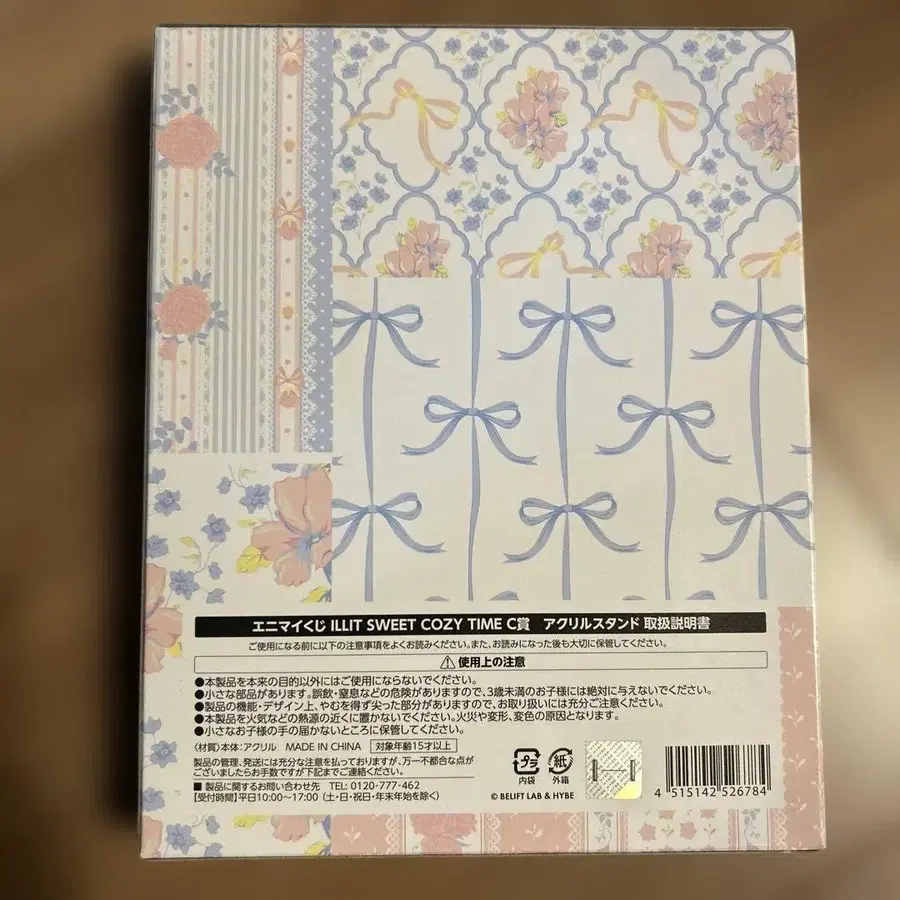 エニマイくじ ILLIT SWEET COZY TIME C賞 アクリルスタンド 取扱説明書
ご使用になる前に以下の注意事項をよくお読みください。また、お読みになった後も大切に保管してください。
⚠使用上の注意
●本製品を本来の目的以外にはご使用にならないでください。
●小さな部品があります。誤飲・窒息などの危険がありますので、3歳未満のお子様には絶対に与えないでください。
●製品の機能・デザイン上、やむを得ず尖った部分がありますので、お取り扱いには充分ご注意ください。
●本製品を火気などの熱源の近くに置かないでください。火災や変形、変色の原因となります。
●小さなお子様の手の届かないところに保管してください。
〈材質〉本体:アクリル MADE IN CHINA 対象年齢15才以上
製品の管理、発送には充分な注意を払っておりますが、万一不都合な点が
ございましたらお手数ですが下記までご連絡ください。
■ 製品に関するお問い合わせ先 TEL: 0120-777-462
【受付時間】平日10:00〜17:00 (土・日・祝日・年末年始を除く)
プラ
内袋
紙
外箱
© BELIFT LAB & HYBE
4 515142 526784